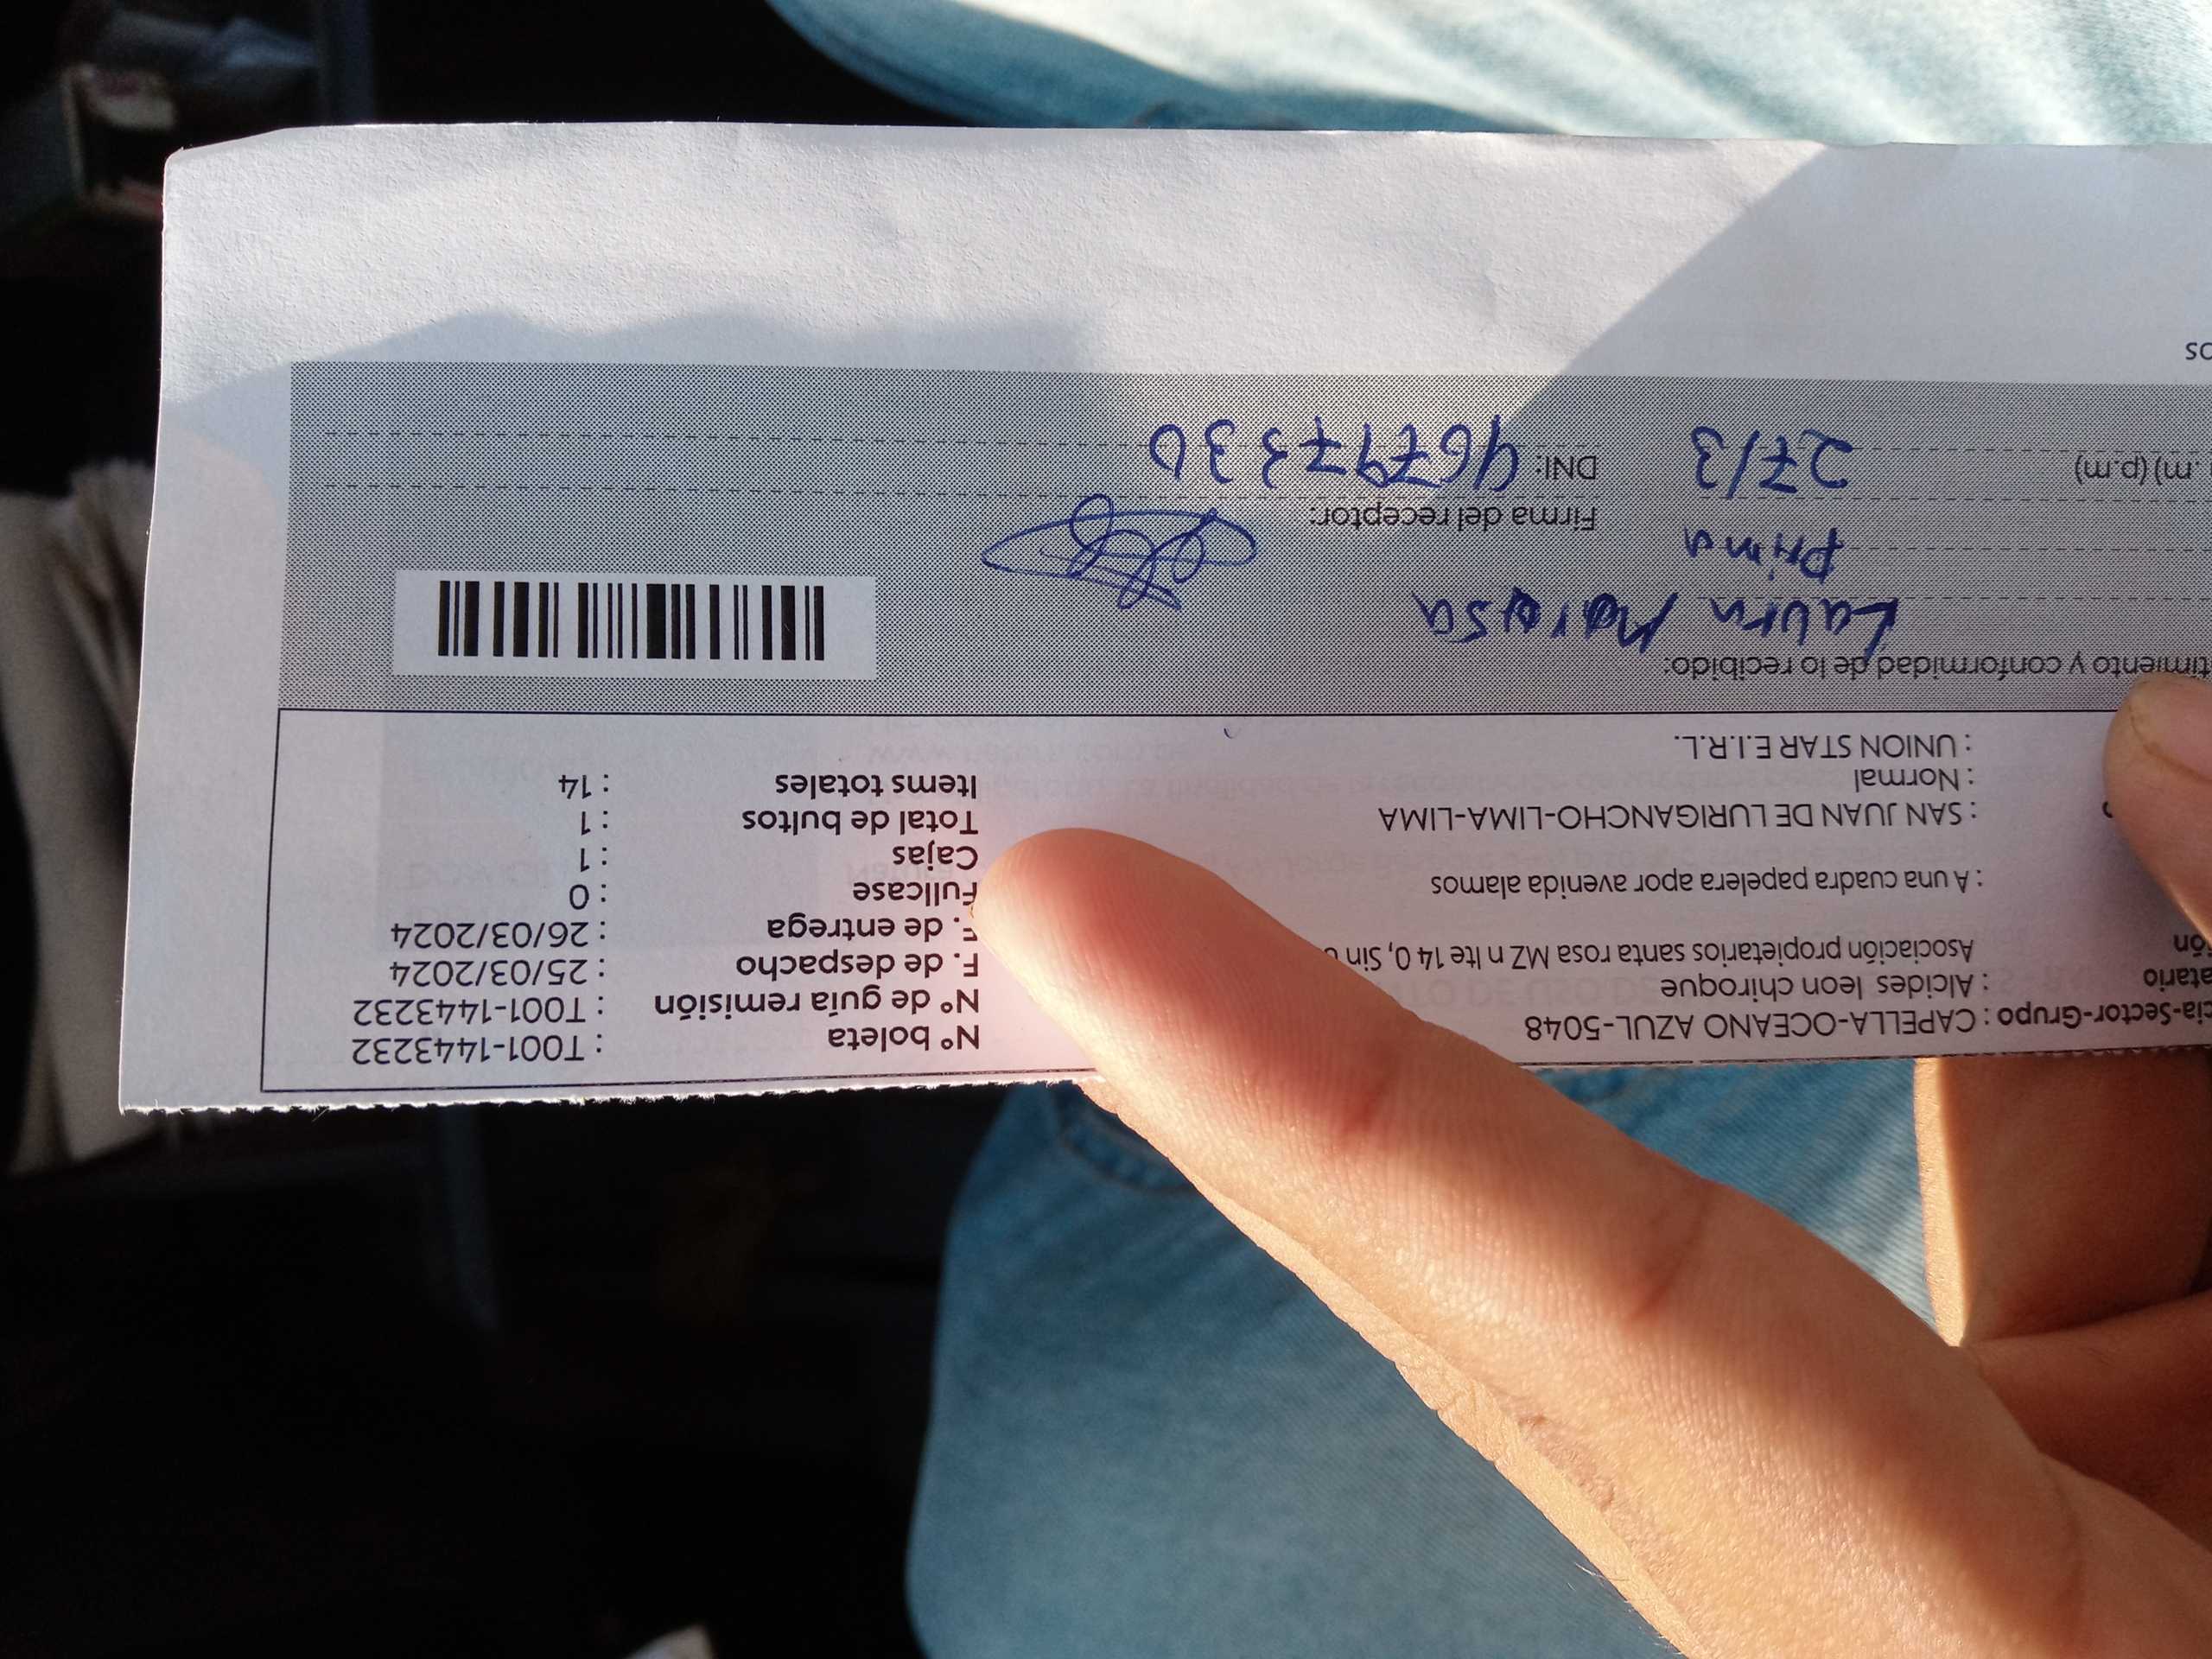 cia-Sector-Grupo : CAPELLA-OCEANO AZUL-5048
atario : Alcides leon chiroque
ión Asociación propietarios santa rosa MZ n lte 14 0, Sin
: A una cuadra papelera apor avenida alamos
o : SAN JUAN DE LURIGANCHO-LIMA-LIMA
: Normal
: UNION STAR E.I.R.L.
N° boleta : T001-1443232
N° de guía remisión : T001-1443232
F. de despacho : 25/03/2024
F. de entrega : 26/03/2024
Fullcase : 0
Cajas : 1
Total de bultos : 1
Items totales : 14
timiento y conformidad de lo recibido:
Laura
prima
Firma del receptor:
.m) (p.m) 27/3
DNI: 46797330
os